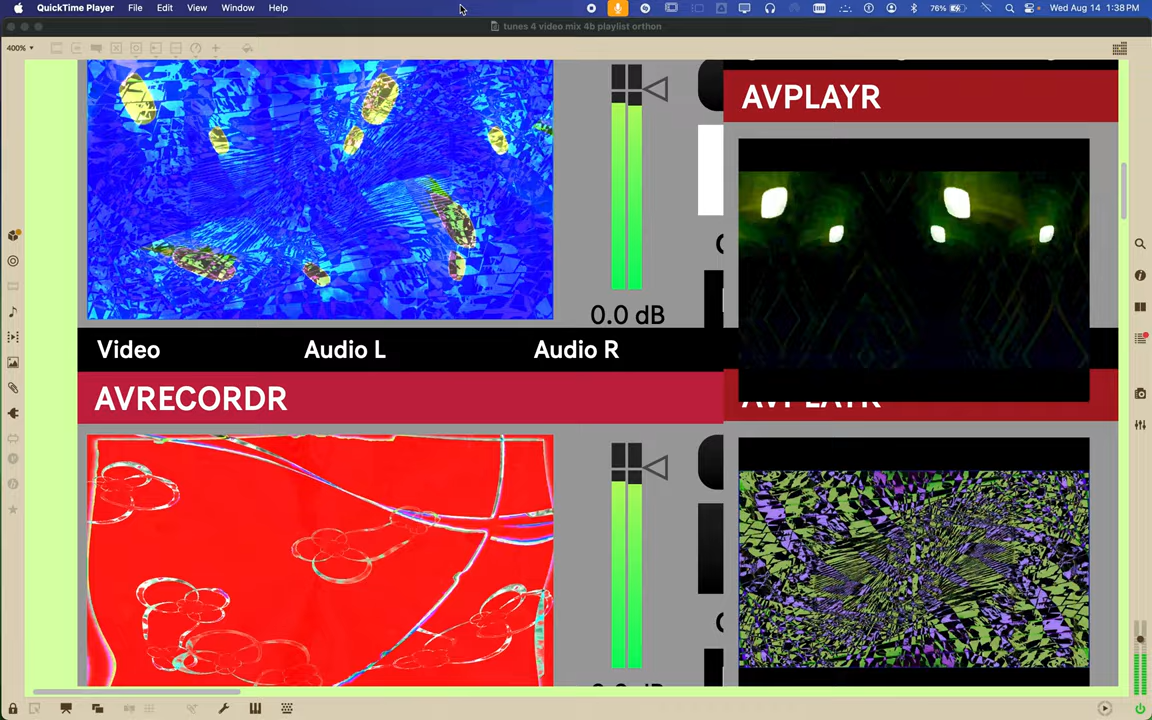 QuickTime Player File Edit View Window Help
76%
Wed Aug 14 1:38 PM
tunes 4 video mix 4b playlist orthon
400%
AVPLAYR
0.0 dB
Video Audio L Audio R
AVRECORDR